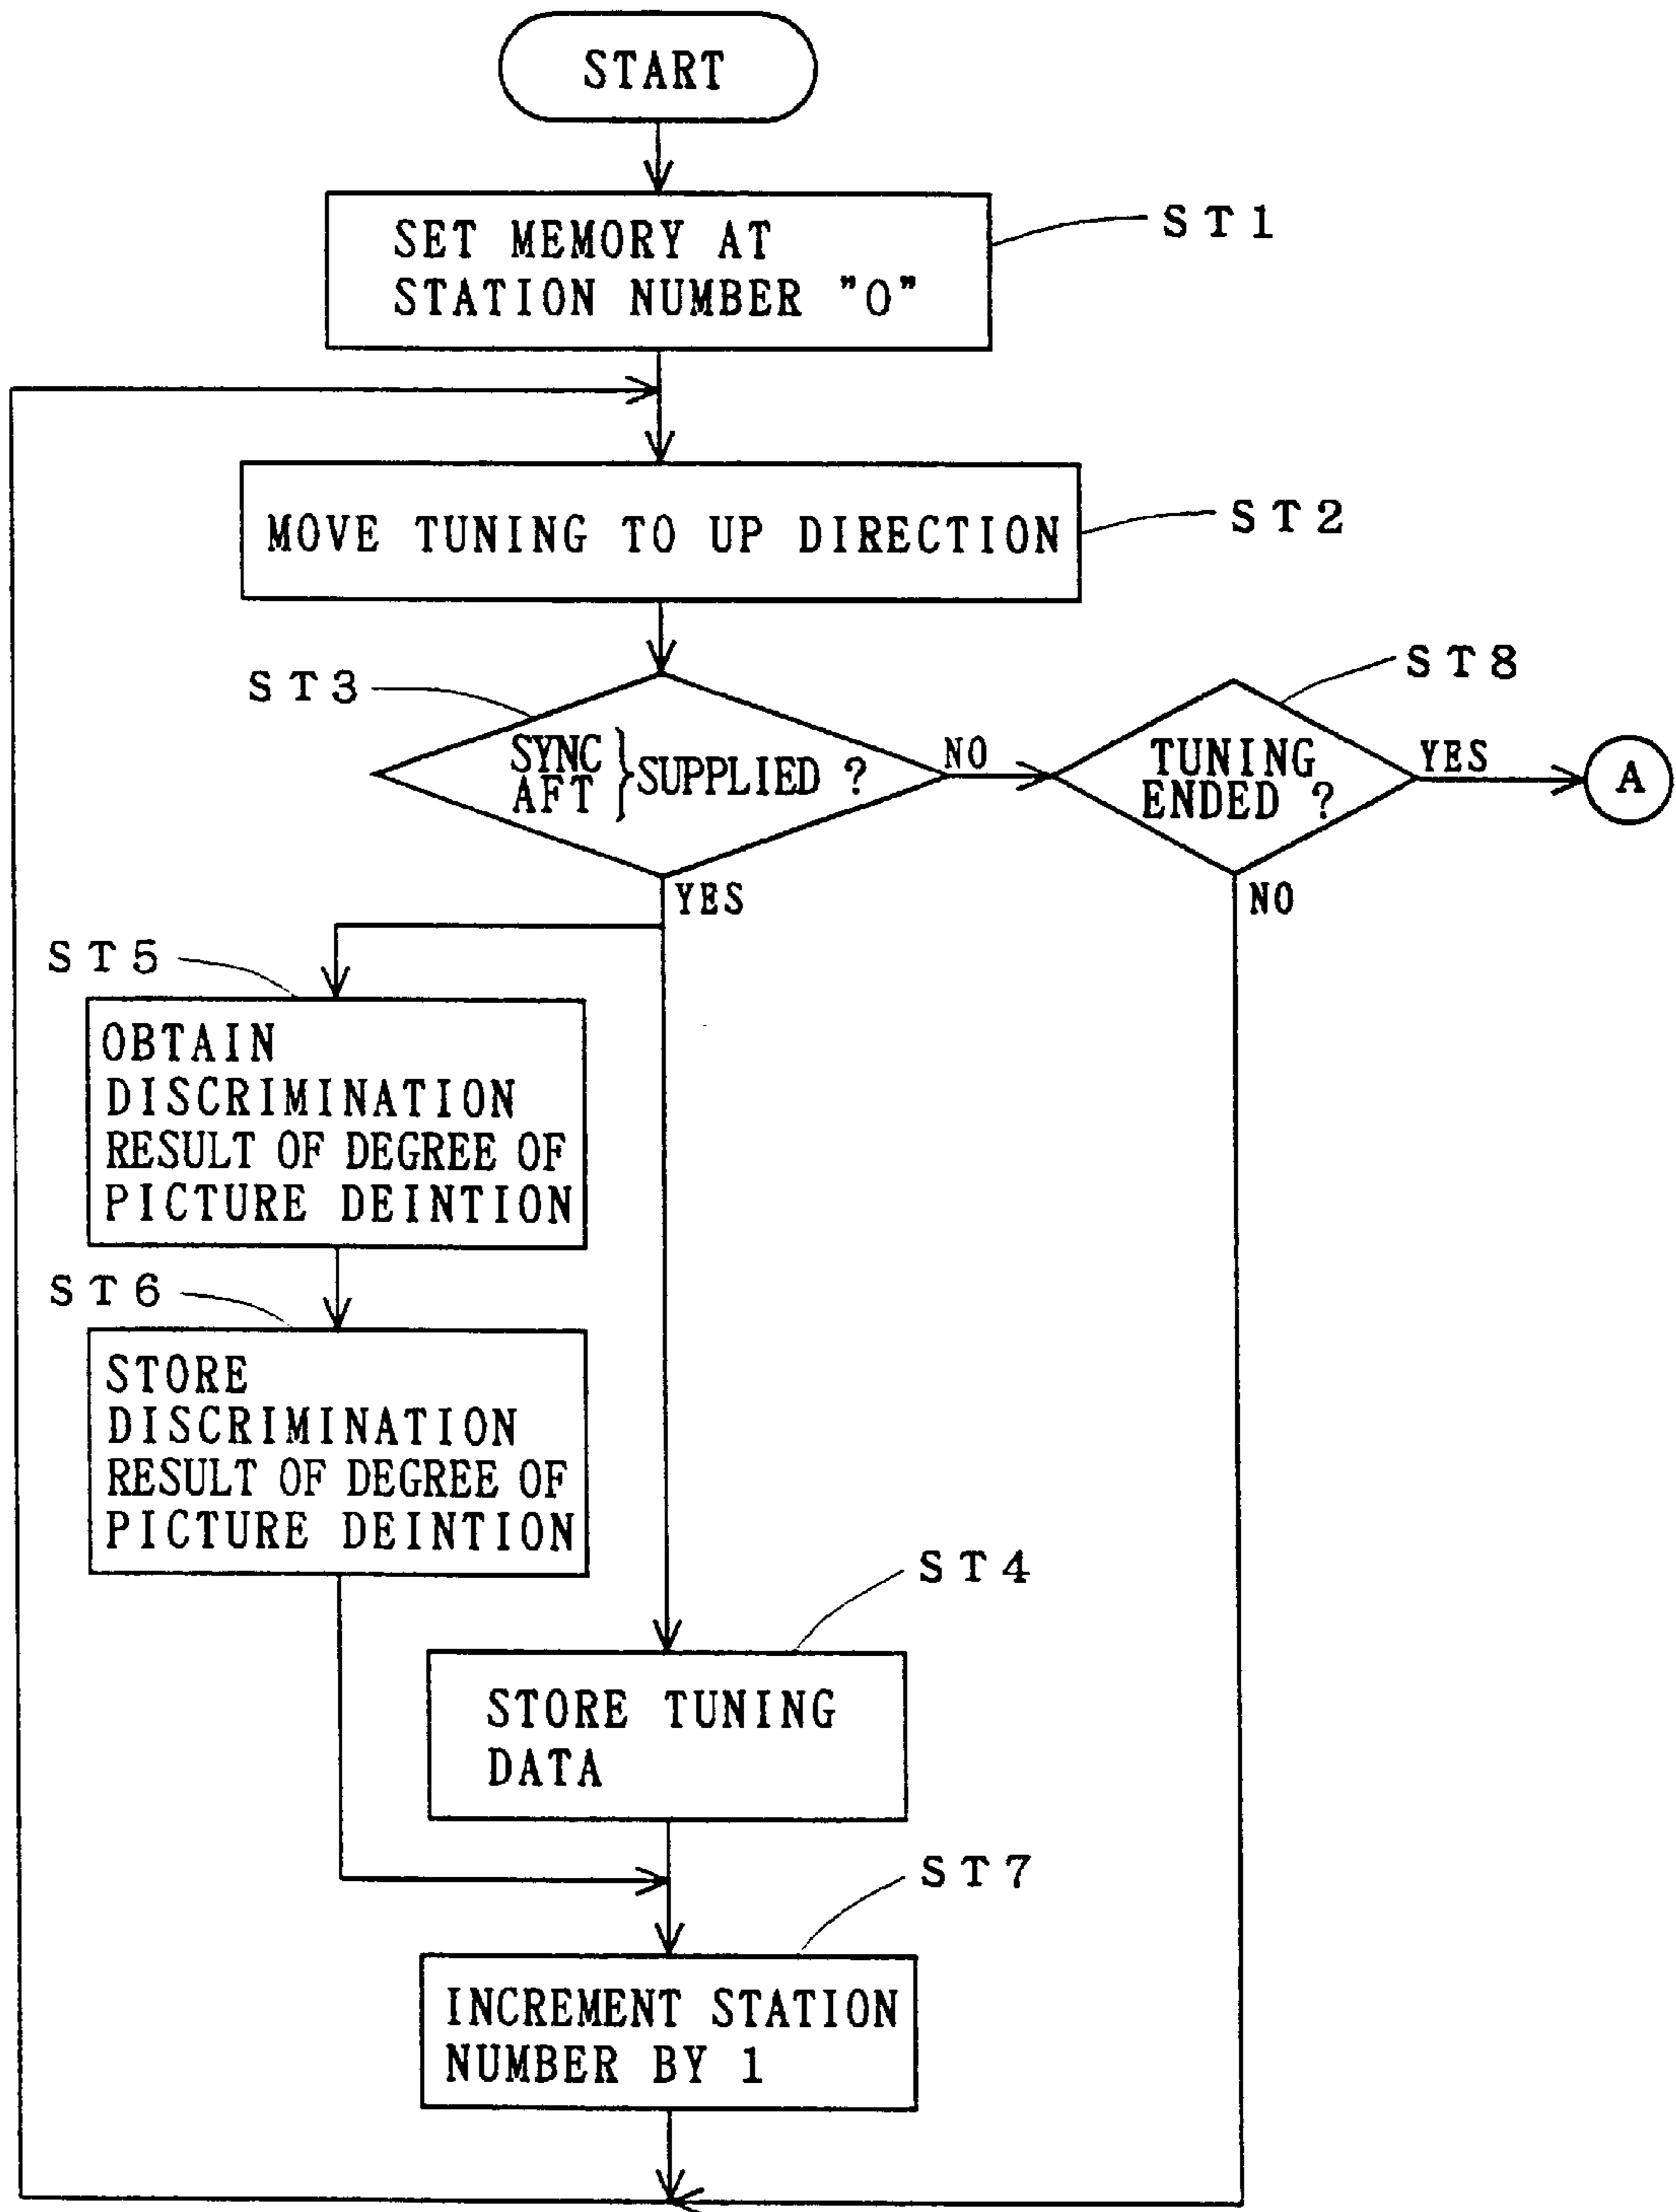 START
SET MEMORY AT
STATION NUMBER "0"
ST1
MOVE TUNING TO UP DIRECTION
ST2
ST3
SYNC
AFT
} SUPPLIED ?
NO
ST8
TUNING
ENDED ?
YES
A
YES
NO
ST5
OBTAIN
DISCRIMINATION
RESULT OF DEGREE OF
PICTURE DEINTION
ST6
STORE
DISCRIMINATION
RESULT OF DEGREE OF
PICTURE DEINTION
ST4
STORE TUNING
DATA
ST7
INCREMENT STATION
NUMBER BY 1